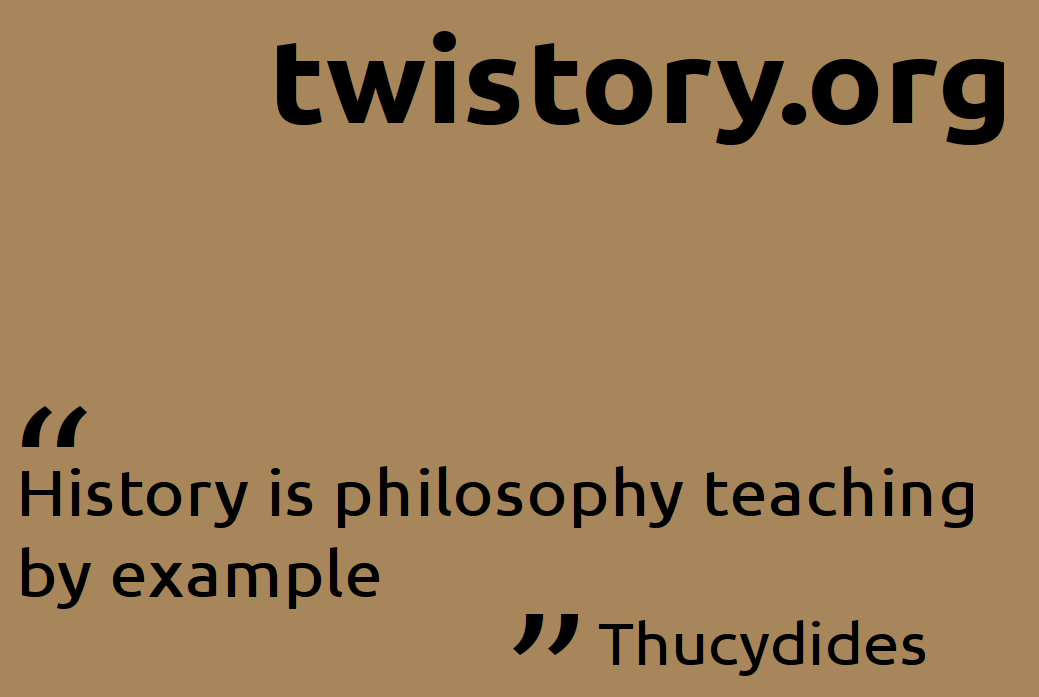 twistory.org
“
History is philosophy teaching
by example
” Thucydides